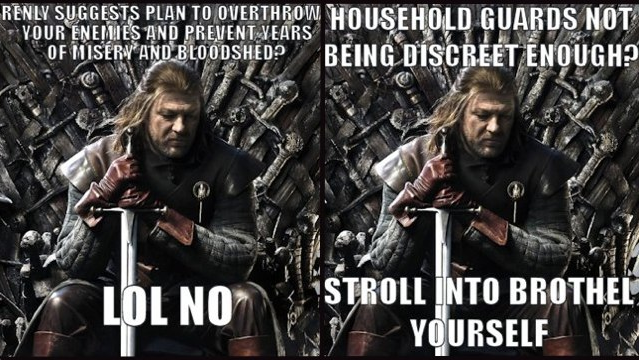 RENLY SUGGESTS PLAN TO OVERTHROW
YOUR ENEMIES AND PREVENT YEARS
OF MISERY AND BLOODSHED?
LOL NO
HOUSEHOLD GUARDS NOT
BEING DISCREET ENOUGH?
STROLL INTO BROTHEL
YOURSELF